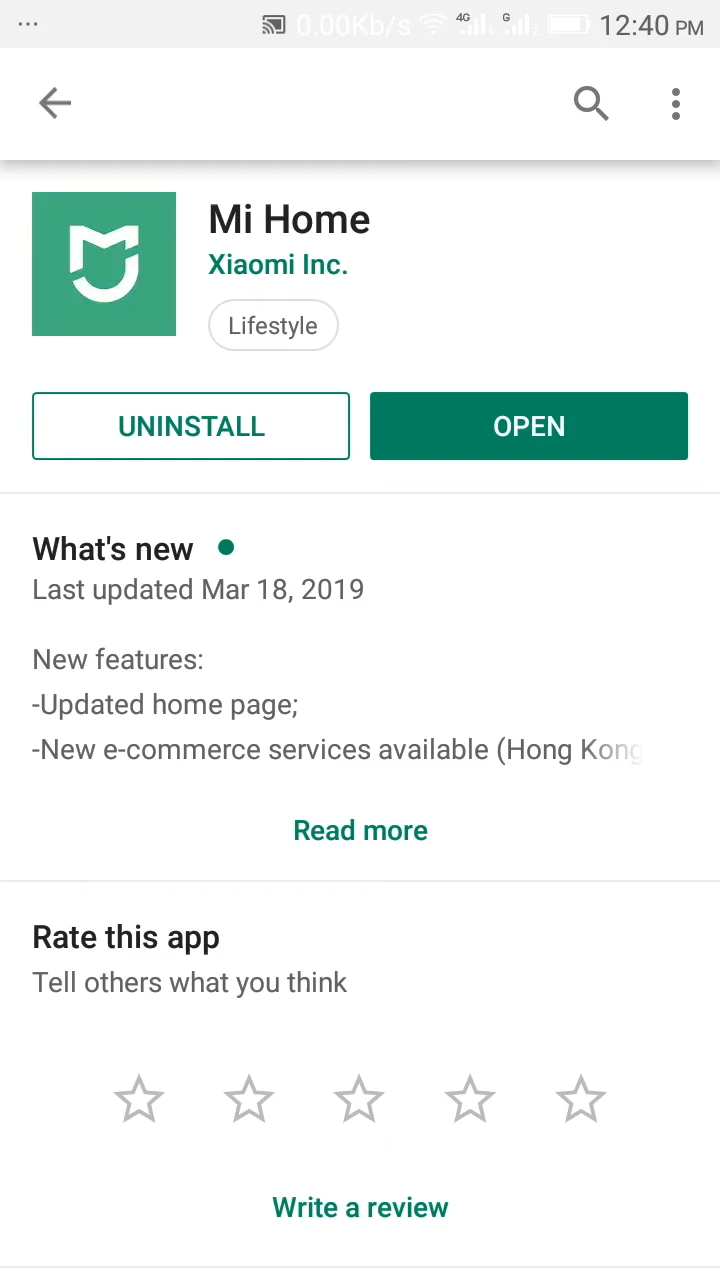 ... 0.00Kb/s 4G G 12:40 PM
Mi Home
Xiaomi Inc.
Lifestyle
UNINSTALL OPEN
What's new
Last updated Mar 18, 2019
New features:
-Updated home page;
-New e-commerce services available (Hong Kong
Read more
Rate this app
Tell others what you think
Write a review